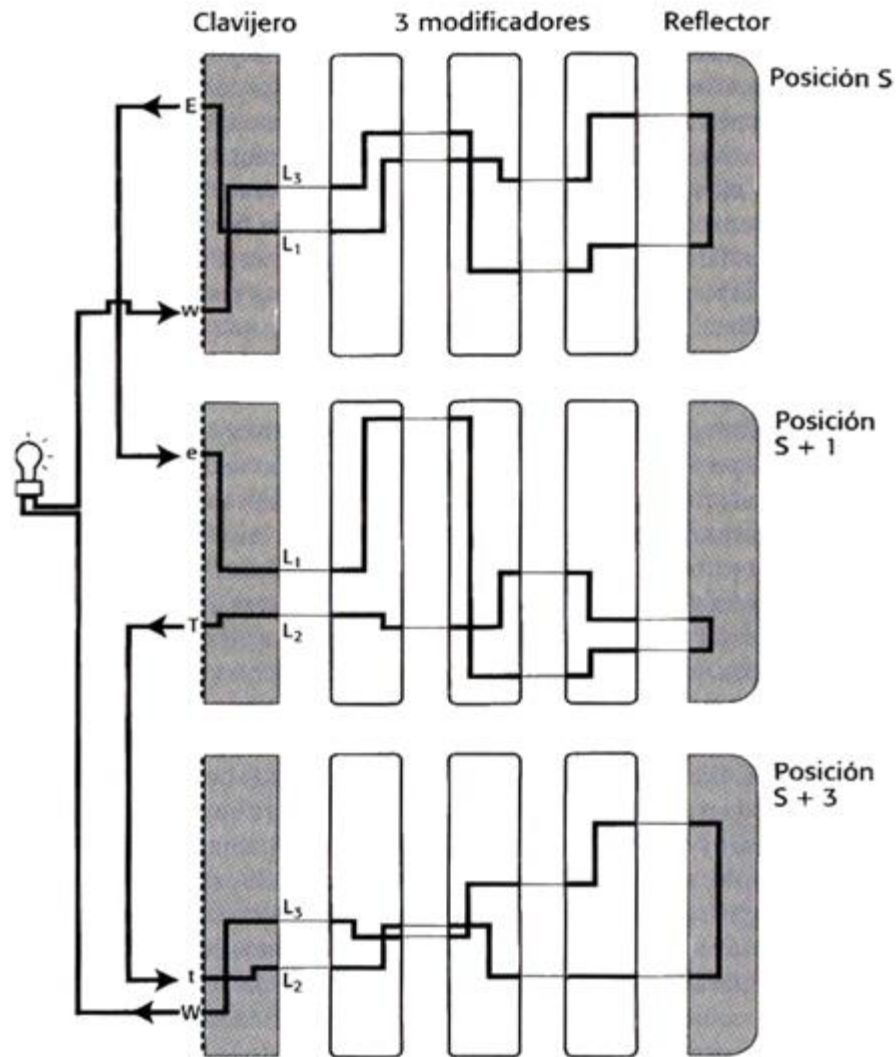 Clavijero
3 modificadores
Reflector
Posición S
E
L₃
L₁
w
Posición
S + 1
e
L₁
T
L₂
Posición
S + 3
L₃
t
L₂
W